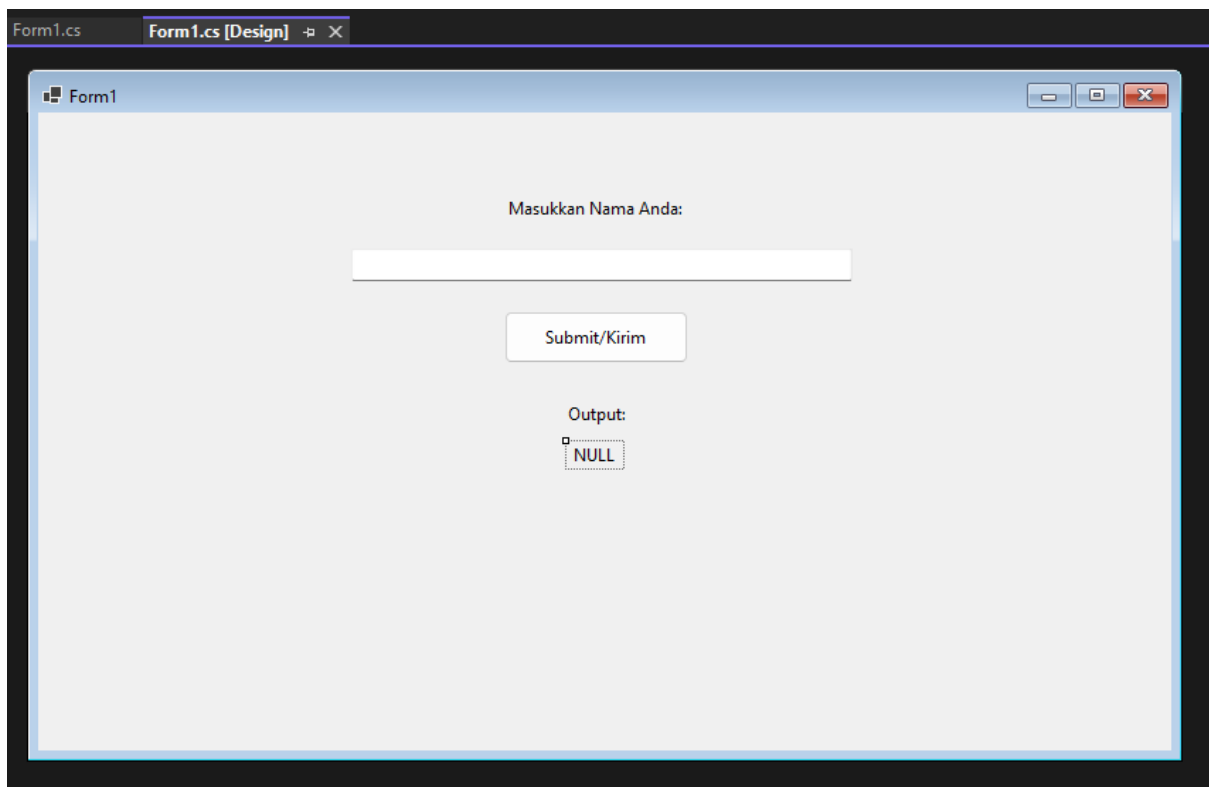 Form1.cs Form1.cs [Design]
Form1
Masukkan Nama Anda:
Submit/Kirim
Output:
NULL